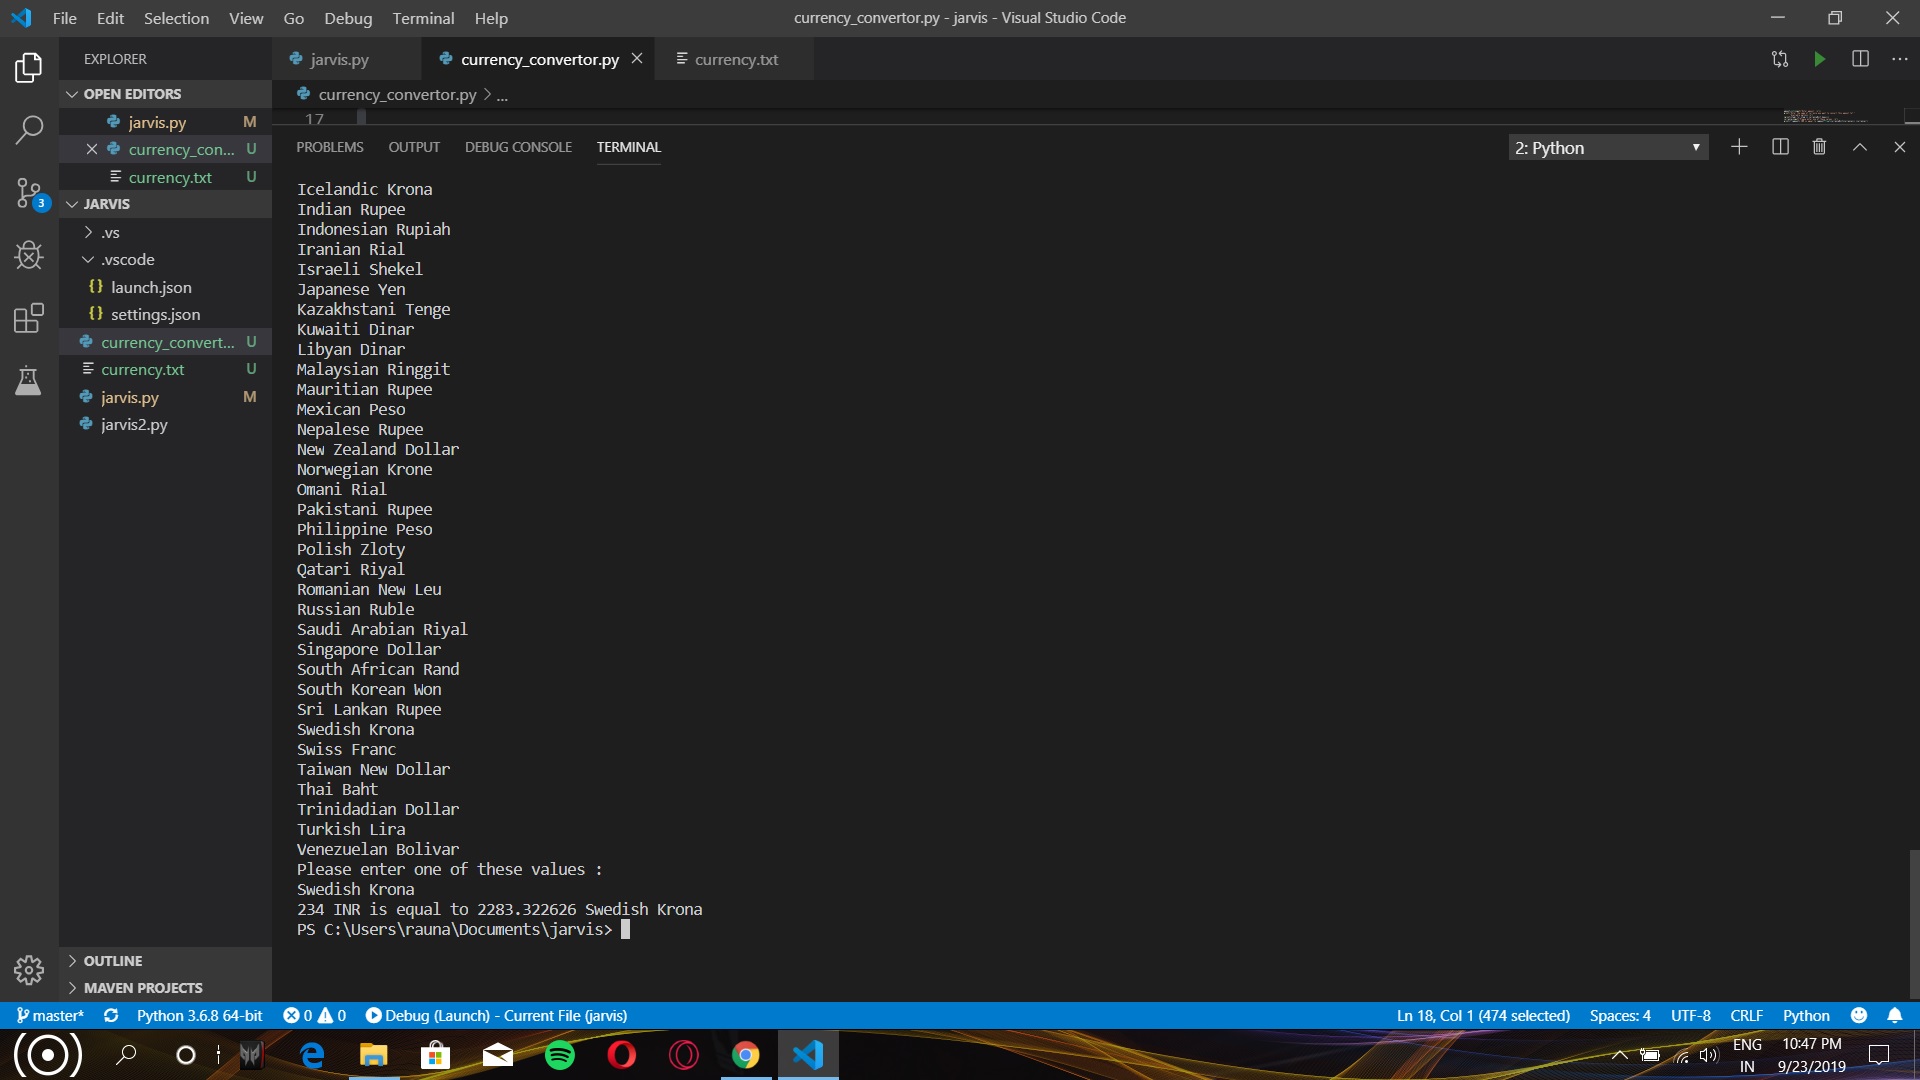 File Edit Selection View Go Debug Terminal Help
currency_convertor.py - jarvis - Visual Studio Code
EXPLORER
jarvis.py
currency_convertor.py
currency.txt
OPEN EDITORS
currency_convertor.py > ...
17
jarvis.py M
currency_con... U
currency.txt U
3
JARVIS
.vs
.vscode
launch.json
settings.json
currency_convert... U
currency.txt U
jarvis.py M
jarvis2.py
OUTLINE
MAVEN PROJECTS
PROBLEMS OUTPUT DEBUG CONSOLE TERMINAL
2: Python
Icelandic Krona
Indian Rupee
Indonesian Rupiah
Iranian Rial
Israeli Shekel
Japanese Yen
Kazakhstani Tenge
Kuwaiti Dinar
Libyan Dinar
Malaysian Ringgit
Mauritian Rupee
Mexican Peso
Nepalese Rupee
New Zealand Dollar
Norwegian Krone
Omani Rial
Pakistani Rupee
Philippine Peso
Polish Zloty
Qatari Riyal
Romanian New Leu
Russian Ruble
Saudi Arabian Riyal
Singapore Dollar
South African Rand
South Korean Won
Sri Lankan Rupee
Swedish Krona
Swiss Franc
Taiwan New Dollar
Thai Baht
Trinidadian Dollar
Turkish Lira
Venezuelan Bolivar
Please enter one of these values :
Swedish Krona
234 INR is equal to 2283.322626 Swedish Krona
PS C:\Users\rauna\Documents\jarvis>
master* Python 3.6.8 64-bit 0 0 Debug (Launch) - Current File (jarvis)
Ln 18, Col 1 (474 selected) Spaces: 4 UTF-8 CRLF Python
ENG
IN
10:47 PM
9/23/2019